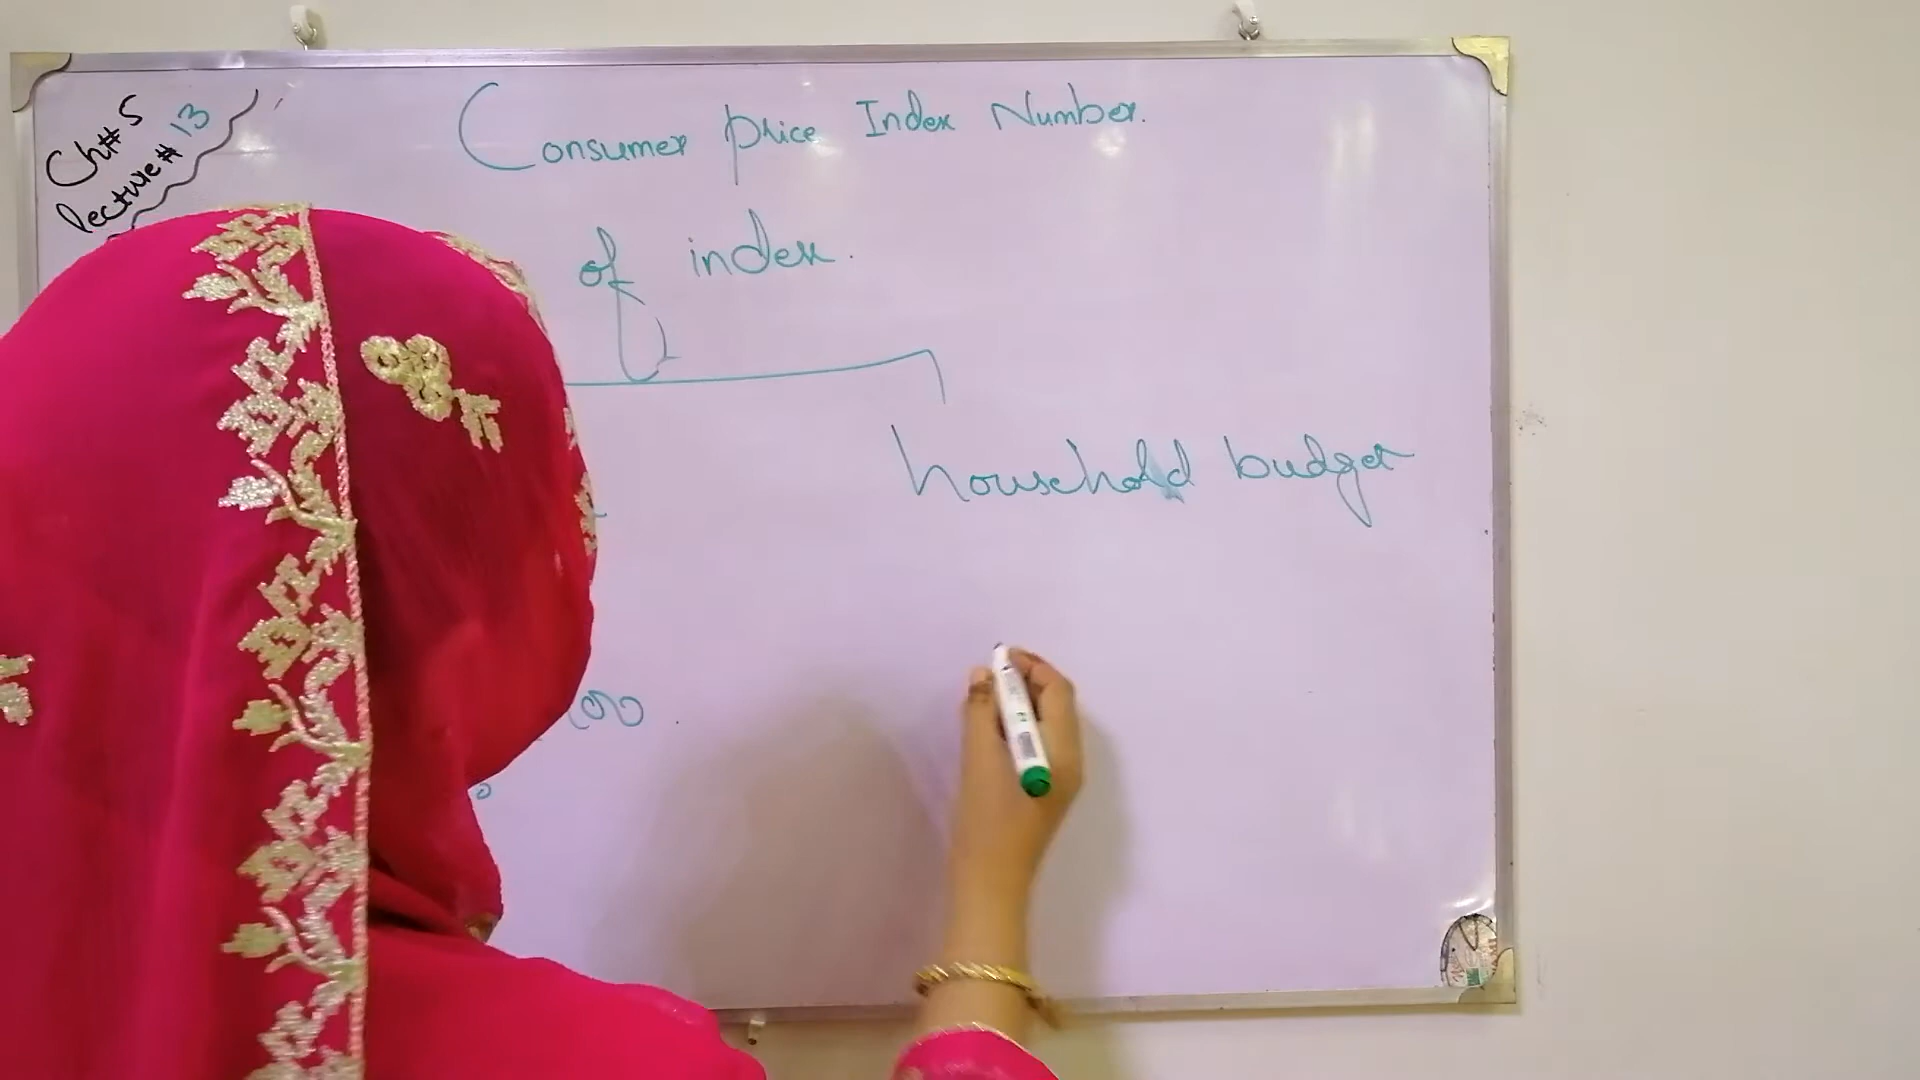 Ch# 5
Lecture# 13
Consumer price Index Number.
of index.
household budget